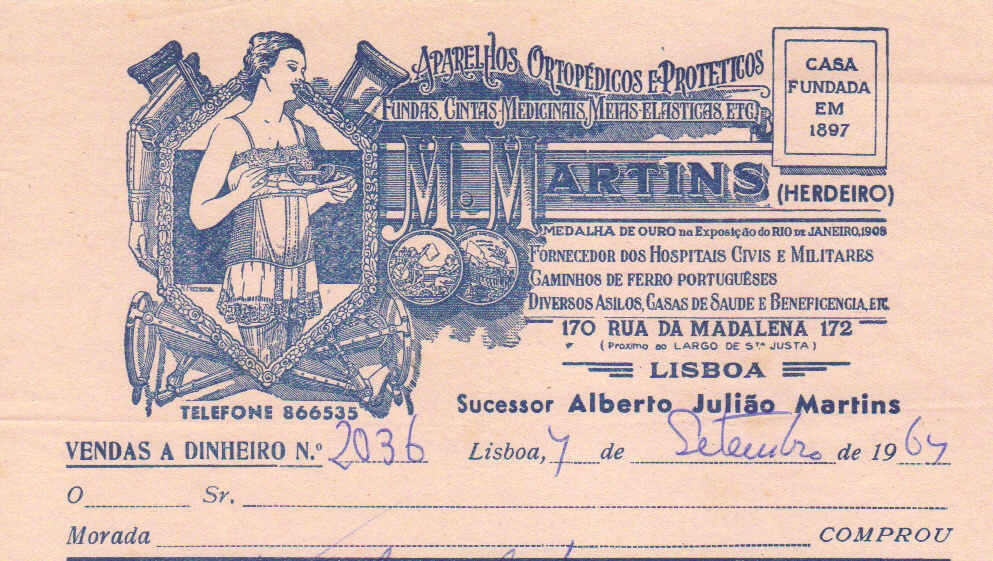 APARELHOS ORTOPÉDICOS E PROTETICOS
FUNDAS, CINTAS-MEDICINAIS, MEIAS-ELASTICAS, ETC.
CASA
FUNDADA
EM
1897
M. MARTINS (HERDEIRO)
MEDALHA DE OURO na Exposição do RIO DE JANEIRO, 1908
FORNECEDOR DOS HOSPITAIS CIVIS E MILITARES
CAMINHOS DE FERRO PORTUGUÊSES
DIVERSOS ASILOS, CASAS DE SAUDE E BENEFICENCIA, ETC.
170 RUA DA MADALENA 172
(Proximo ao LARGO DE S.TA JUSTA)
LISBOA
TELEFONE 866535
Sucessor Alberto Julião Martins
VENDAS A DINHEIRO N.º 2036 Lisboa, 7 de Setembro de 1964
O Sr.
Morada COMPROU